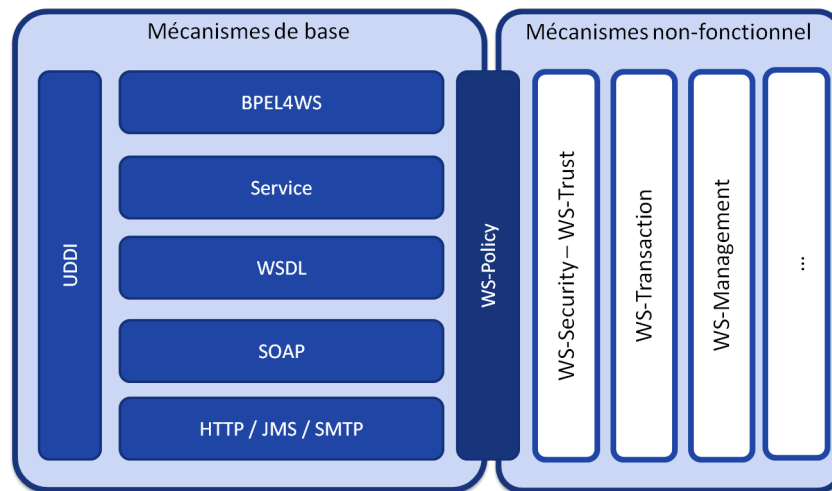 Mécanismes de base
Mécanismes non-fonctionnel
UDDI
BPEL4WS
Service
WSDL
SOAP
HTTP / JMS / SMTP
WS-Policy
WS-Security – WS-Trust
WS-Transaction
WS-Management
...